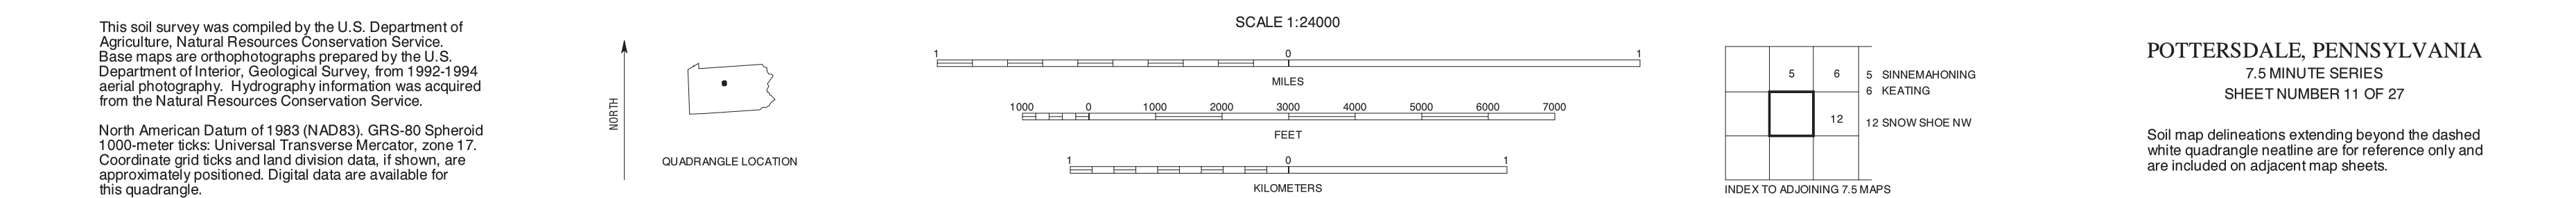 This soil survey was compiled by the U.S. Department of
Agriculture, Natural Resources Conservation Service.
Base maps are orthophotographs prepared by the U.S.
Department of Interior, Geological Survey, from 1992-1994
aerial photography. Hydrography information was acquired
from the Natural Resources Conservation Service.
North American Datum of 1983 (NAD83). GRS-80 Spheroid
1000-meter ticks: Universal Transverse Mercator, zone 17.
Coordinate grid ticks and land division data, if shown, are
approximately positioned. Digital data are available for
this quadrangle.
NORTH
QUADRANGLE LOCATION
SCALE 1:24000
1 0 1
MILES
1000 0 1000 2000 3000 4000 5000 6000 7000
FEET
1 0 1
KILOMETERS
5 6
12
5 SINNEMAHONING
6 KEATING
12 SNOW SHOE NW
INDEX TO ADJOINING 7.5 MAPS
POTTERSDALE, PENNSYLVANIA
7.5 MINUTE SERIES
SHEET NUMBER 11 OF 27
Soil map delineations extending beyond the dashed
white quadrangle neatline are for reference only and
are included on adjacent map sheets.